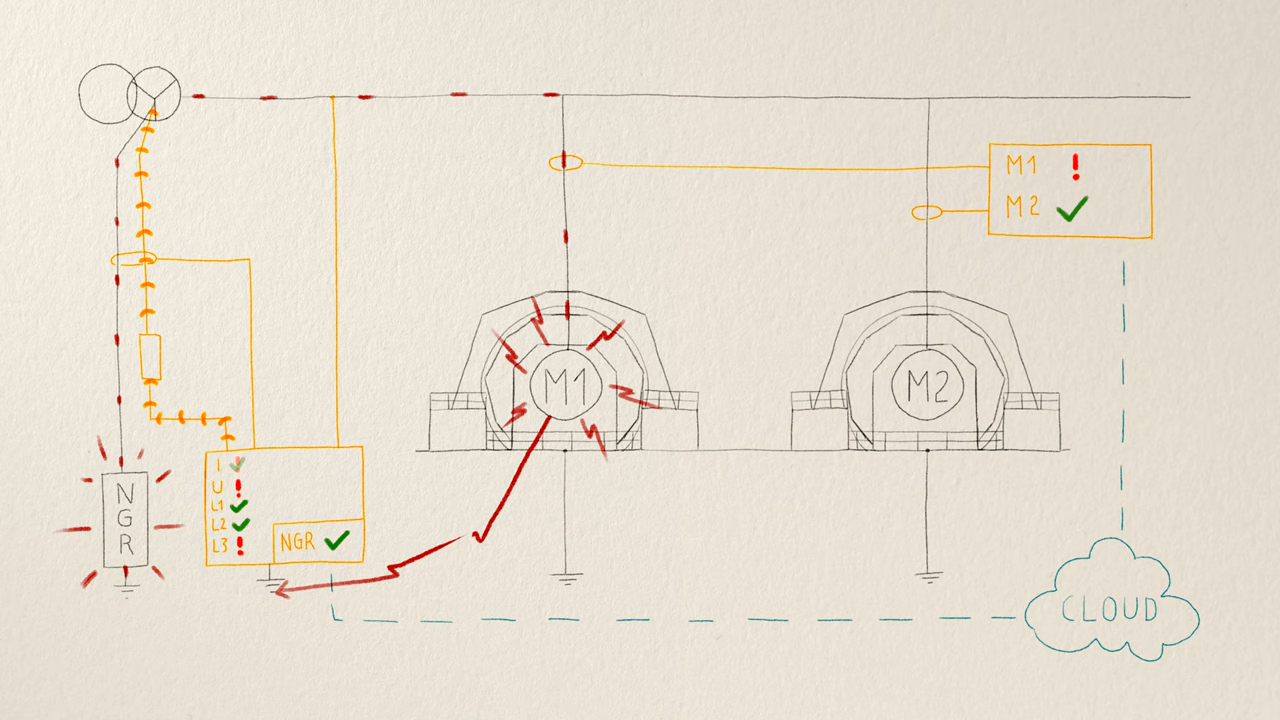 M1 !
M2 ✓
M1
M2
NGR
I ✓
U !
L1 ✓
L2 ✓
L3 !
NGR ✓
CLOUD